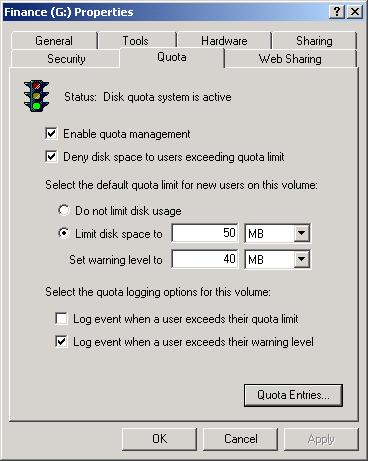 Finance (G:) Properties
General Tools Hardware Sharing
Security Quota Web Sharing
Status: Disk quota system is active
Enable quota management
Deny disk space to users exceeding quota limit
Select the default quota limit for new users on this volume:
Do not limit disk usage
Limit disk space to 50 MB
Set warning level to 40 MB
Select the quota logging options for this volume:
Log event when a user exceeds their quota limit
Log event when a user exceeds their warning level
Quota Entries...
OK Cancel Apply